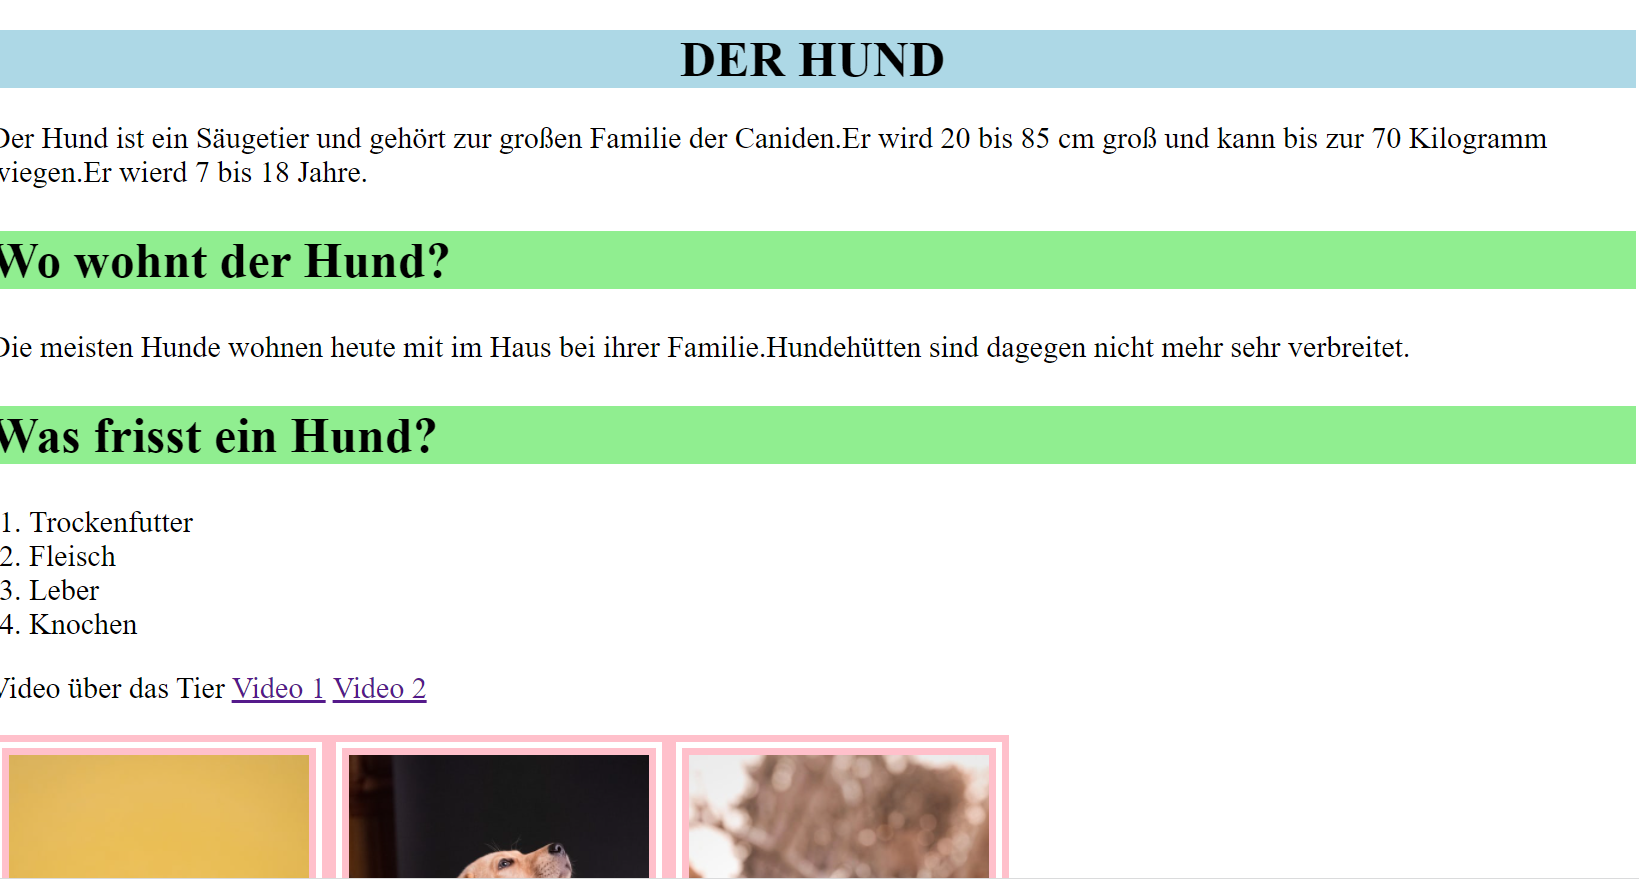 DER HUND
Der Hund ist ein Säugetier und gehört zur großen Familie der Caniden.Er wird 20 bis 85 cm groß und kann bis zur 70 Kilogramm
wiegen.Er wierd 7 bis 18 Jahre.
Wo wohnt der Hund?
Die meisten Hunde wohnen heute mit im Haus bei ihrer Familie.Hundehütten sind dagegen nicht mehr sehr verbreitet.
Was frisst ein Hund?
1. Trockenfutter
2. Fleisch
3. Leber
4. Knochen
Video über das Tier Video 1 Video 2